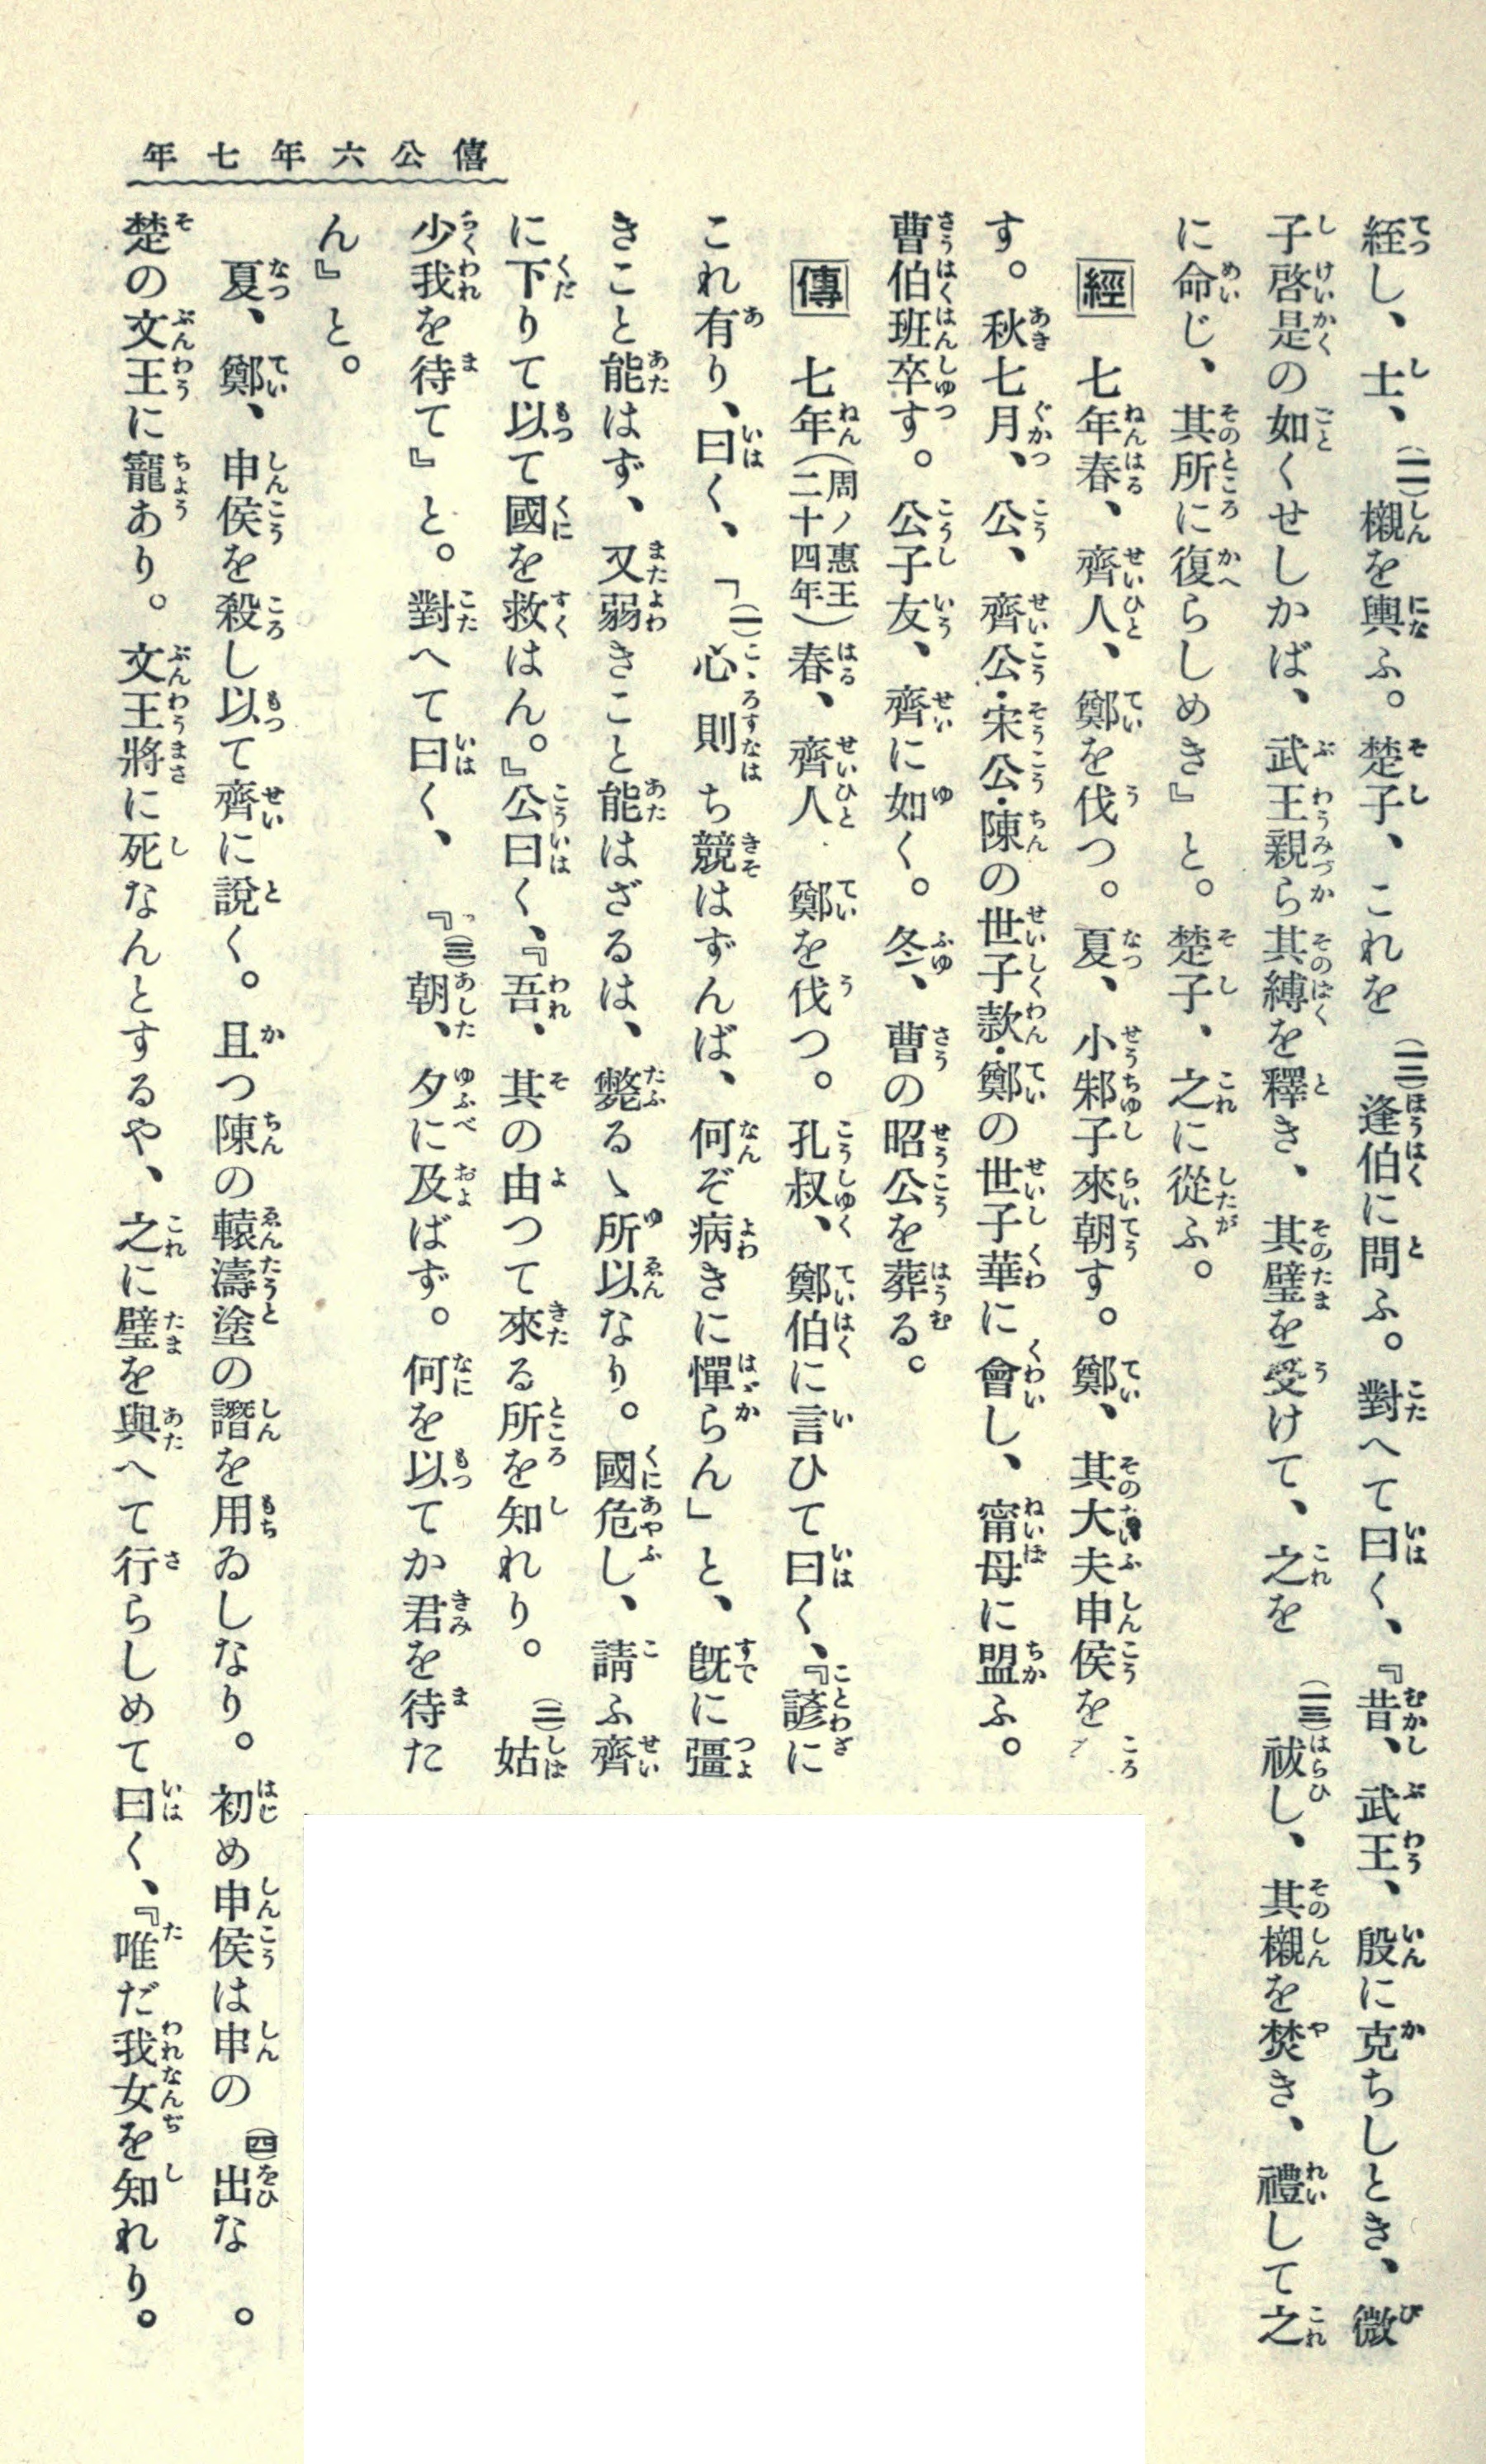 僖公六年七年
絰し、士、(一一)櫬を輿ふ。楚子、これを(一二)逢伯に問ふ。對へて曰く、『昔、武王、殷に克ちしとき、微
子啓是の如くせしかば、武王親ら其縛を釋き、其璧を受けて、之を(一三)祓し、其櫬を焚き、禮して之
に命じ、其所に復らしめき』と。楚子、之に從ふ。
經 七年春、齊人、鄭を伐つ。夏、小邾子來朝す。鄭、其大夫申侯を
す。秋七月、公、齊公・宋公・陳の世子款・鄭の世子華に會し、甯母に盟ふ。
曹伯班卒す。公子友、齊に如く。冬、曹の昭公を葬る。
傳 七年(周ノ惠王二十四年)春、齊人 鄭を伐つ。孔叔、鄭伯に言ひて曰く、『諺に
これ有り、曰く、「(一)心則ち競はずんば、何ぞ病きに憚らん」と、旣に彊
きこと能はず、又弱きこと能はざるは、斃るゝ所以なり。國危し、請ふ齊
に下りて以て國を救はん。』公曰く、『吾、其の由つて來る所を知れり。(二)姑
少我を待て』と。對へて曰く、『(三)朝、夕に及ばず。何を以てか君を待た
ん』と。
夏、鄭、申侯を殺し以て齊に說く。且つ陳の轅濤塗の譖を用ゐしなり。初め申侯は申の(四)出な 。
楚の文王に寵あり。文王將に死なんとするや、之に璧を與へて行らしめて曰く、『唯だ我女を知れり。